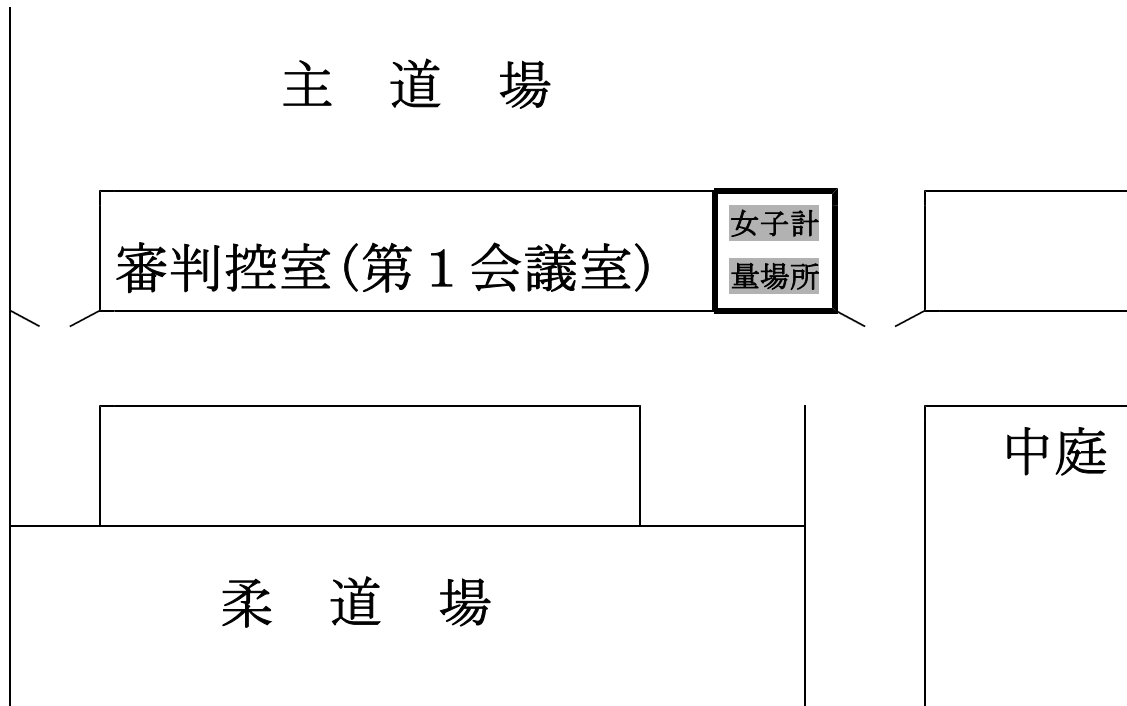 主　道　場
審判控室(第１会議室)
女子計
量場所
中庭
柔　道　場